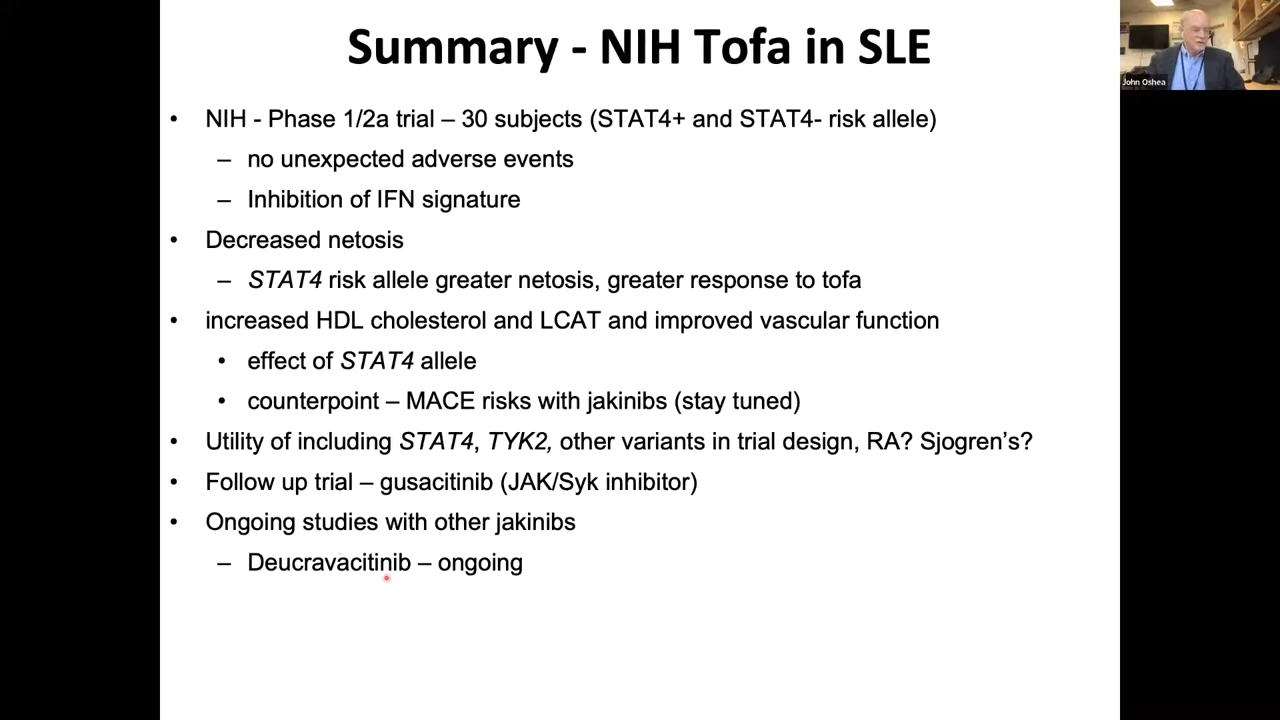 Summary - NIH Tofa in SLE
John Oshea
• NIH - Phase 1/2a trial – 30 subjects (STAT4+ and STAT4- risk allele)
– no unexpected adverse events
– Inhibition of IFN signature
• Decreased netosis
– STAT4 risk allele greater netosis, greater response to tofa
• increased HDL cholesterol and LCAT and improved vascular function
• effect of STAT4 allele
• counterpoint – MACE risks with jakinibs (stay tuned)
• Utility of including STAT4, TYK2, other variants in trial design, RA? Sjogren's?
• Follow up trial – gusacitinib (JAK/Syk inhibitor)
• Ongoing studies with other jakinibs
– Deucravacitinib – ongoing